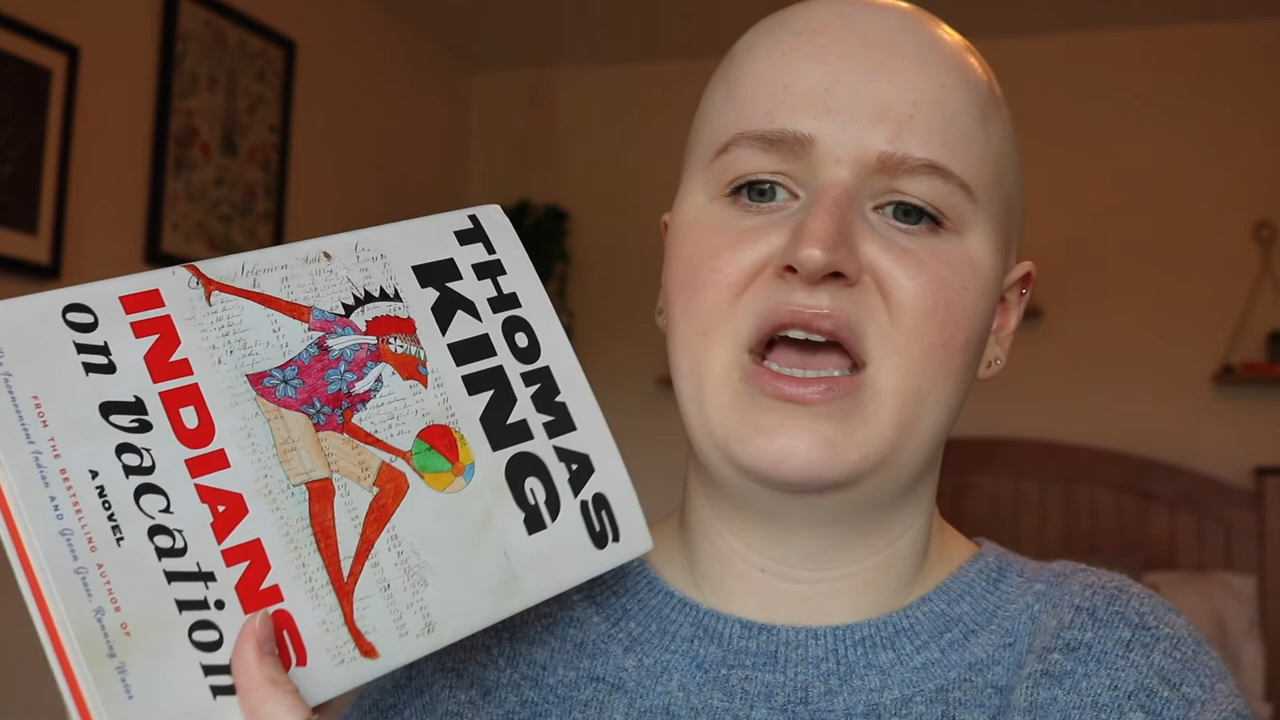 THOMAS
KING
INDIANS
on vacation
A NOVEL
FROM THE BESTSELLING AUTHOR OF
The Inconvenient Indian AND Green Grass, Running Water